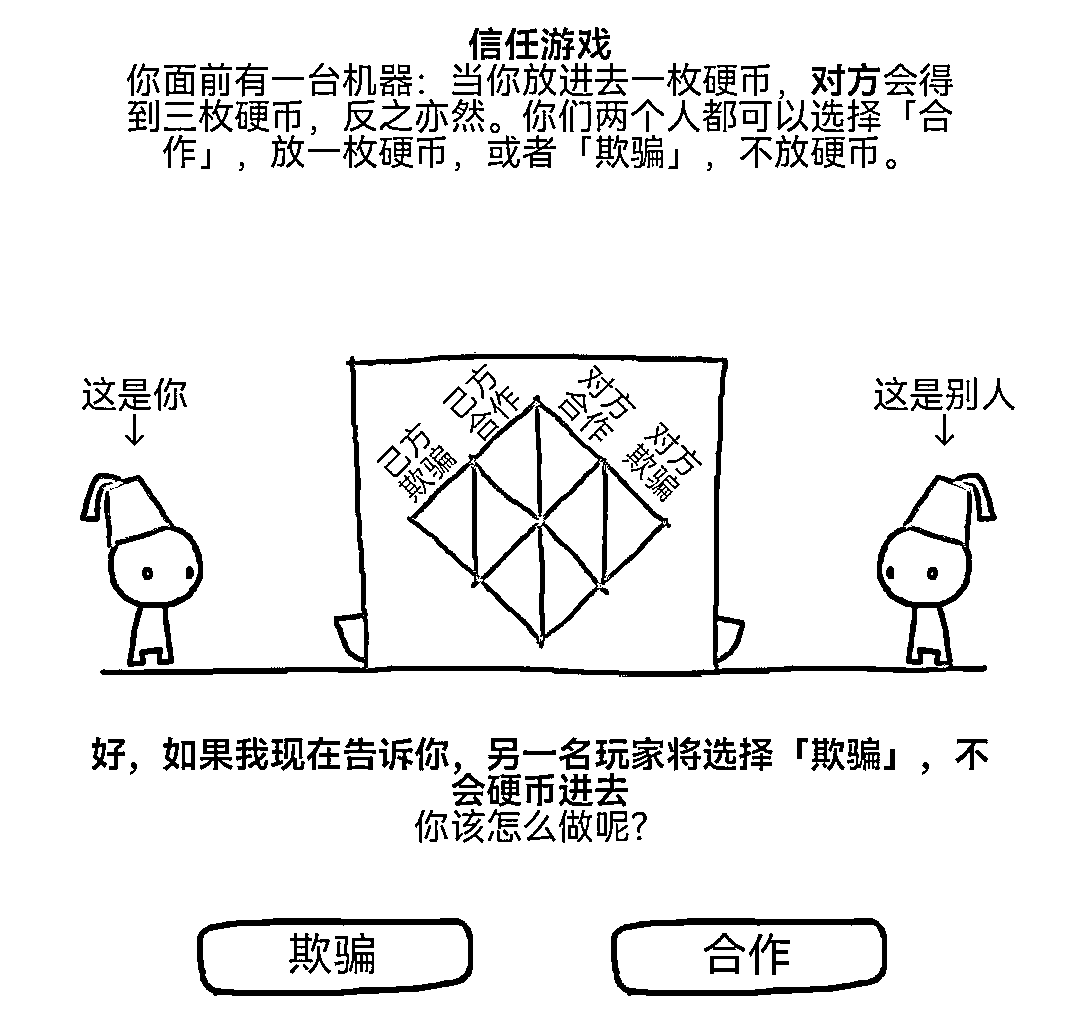 信任游戏
你面前有一台机器：当你放进去一枚硬币，对方会得
到三枚硬币，反之亦然。你们两个人都可以选择「合
作」，放一枚硬币，或者「欺骗」，不放硬币。
这是你
↓
己方
欺骗
己方
合作
对方
合作
对方
欺骗
这是别人
↓
好，如果我现在告诉你，另一名玩家将选择「欺骗」，不
会硬币进去
你该怎么做呢？
欺骗
合作